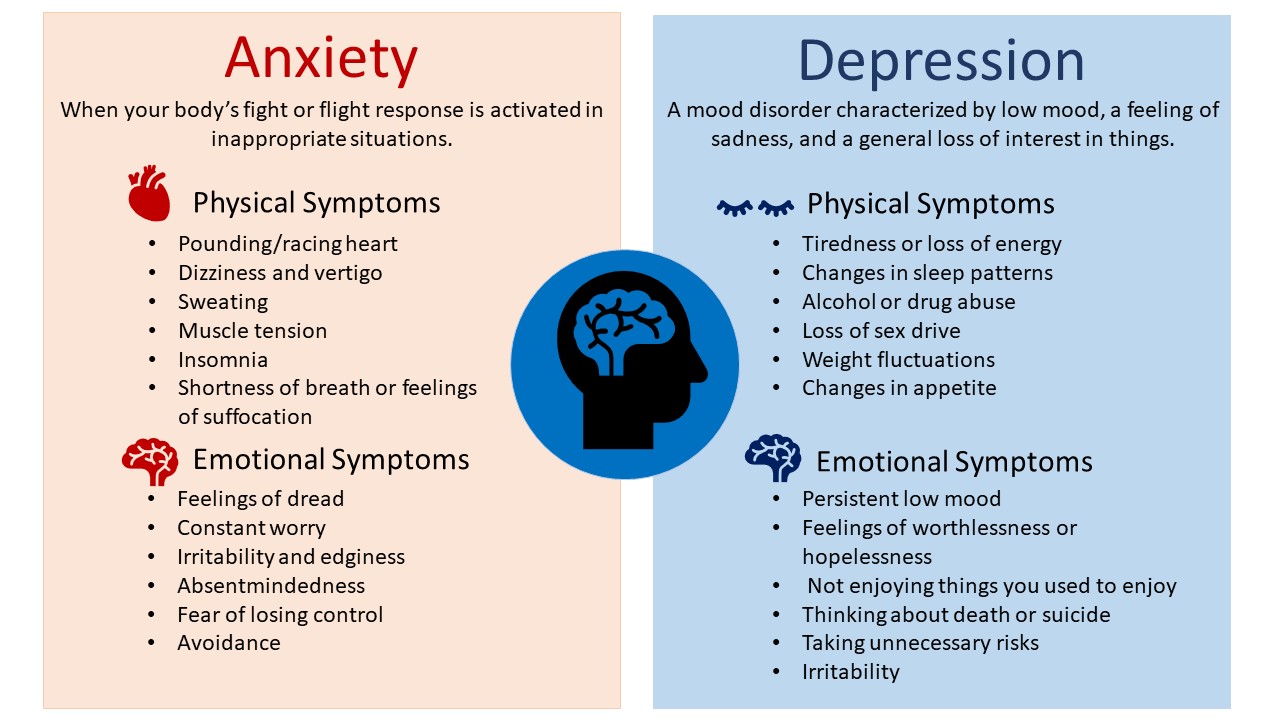 Anxiety
When your body's fight or flight response is activated in
inappropriate situations.
Physical Symptoms
• Pounding/racing heart
• Dizziness and vertigo
• Sweating
• Muscle tension
• Insomnia
• Shortness of breath or feelings
of suffocation
Emotional Symptoms
• Feelings of dread
• Constant worry
• Irritability and edginess
• Absentmindedness
• Fear of losing control
• Avoidance
Depression
A mood disorder characterized by low mood, a feeling of
sadness, and a general loss of interest in things.
Physical Symptoms
• Tiredness or loss of energy
• Changes in sleep patterns
• Alcohol or drug abuse
• Loss of sex drive
• Weight fluctuations
• Changes in appetite
Emotional Symptoms
• Persistent low mood
• Feelings of worthlessness or
hopelessness
• Not enjoying things you used to enjoy
• Thinking about death or suicide
• Taking unnecessary risks
• Irritability